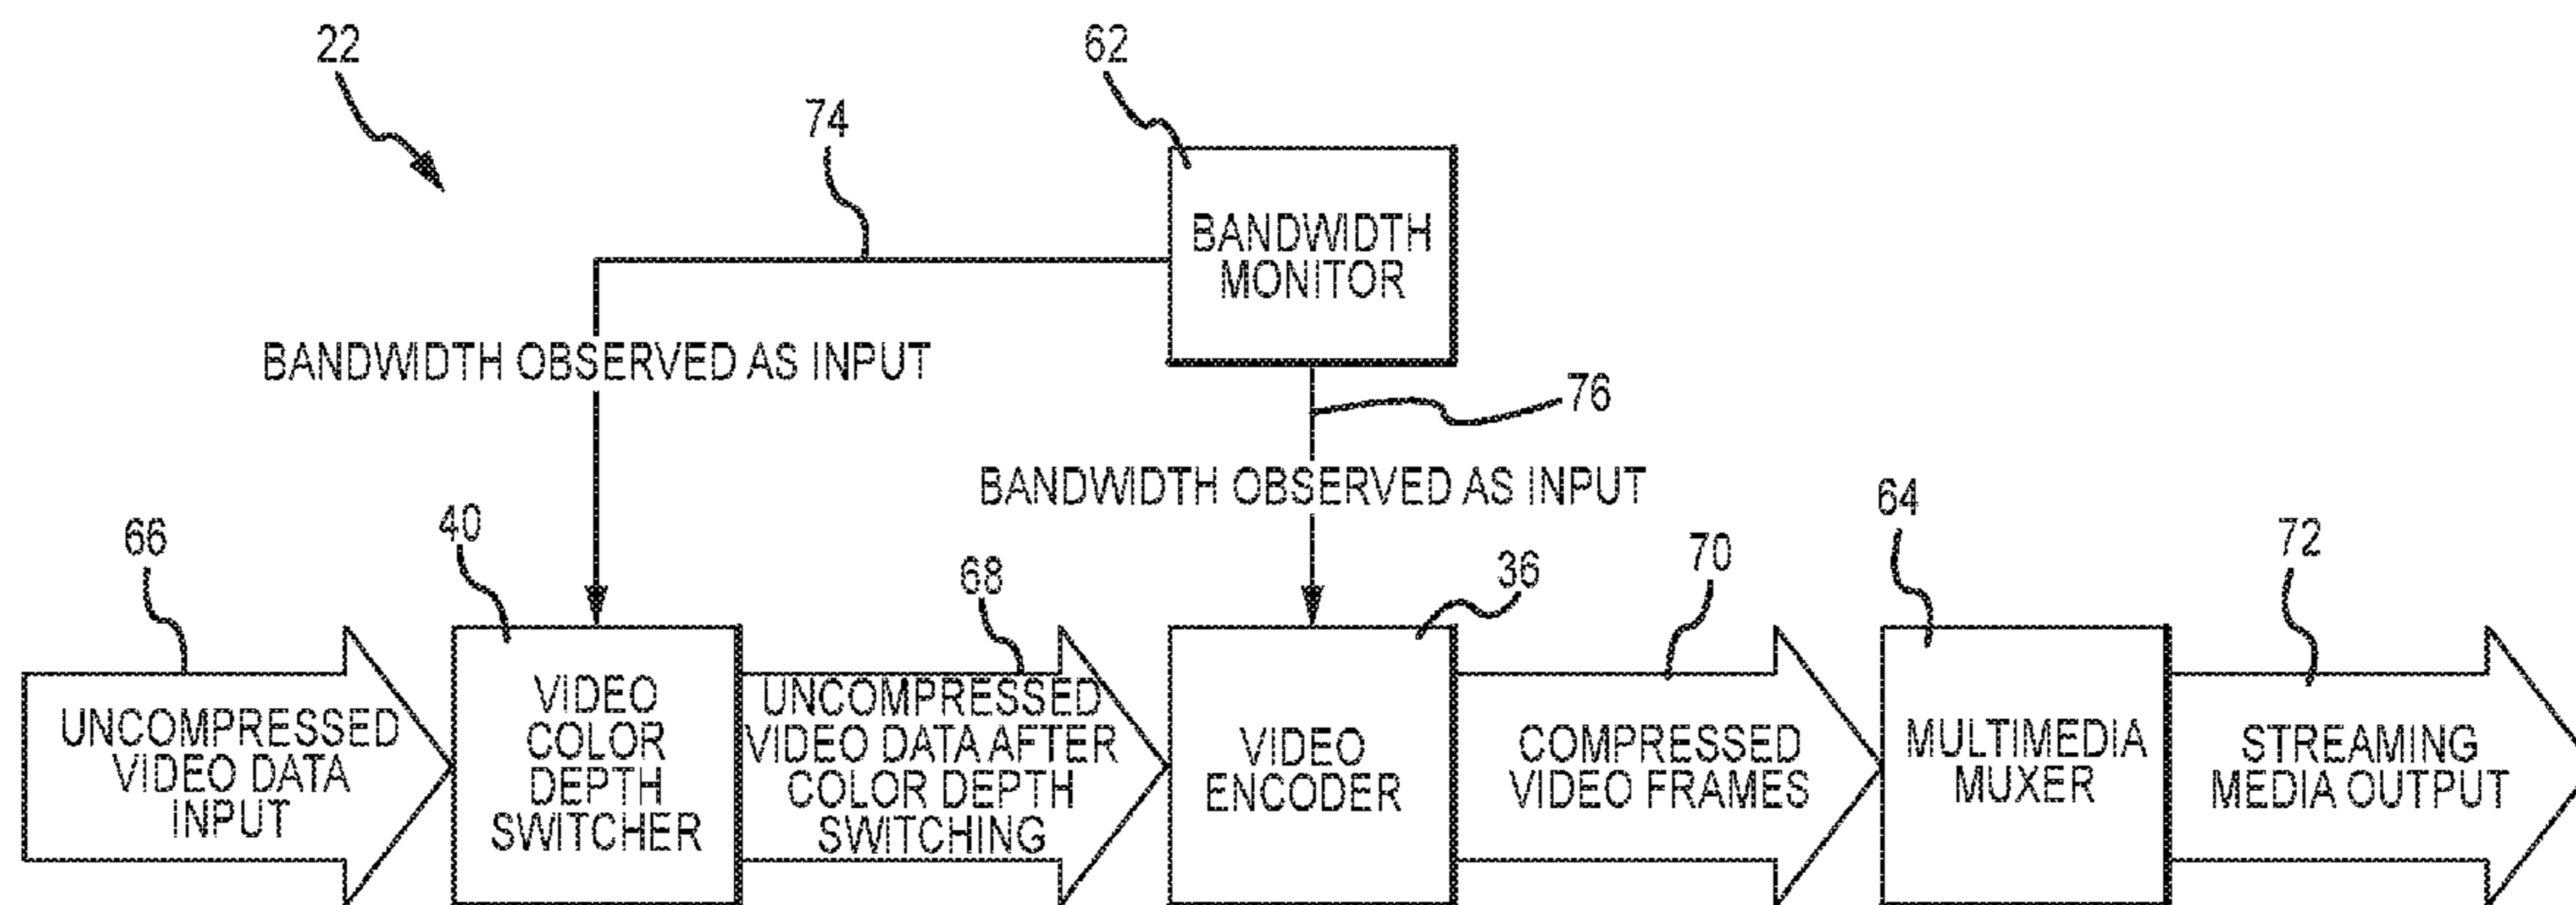 22
62
74
BANDWIDTH
MONITOR
BANDWIDTH OBSERVED AS INPUT
76
BANDWIDTH OBSERVED AS INPUT
66
40
68
36
70
64
72
UNCOMPRESSED
VIDEO DATA
INPUT
VIDEO
COLOR
DEPTH
SWITCHER
UNCOMPRESSED
VIDEO DATA AFTER
COLOR DEPTH
SWITCHING
VIDEO
ENCODER
COMPRESSED
VIDEO FRAMES
MULTIMEDIA
MUXER
STREAMING
MEDIA OUTPUT